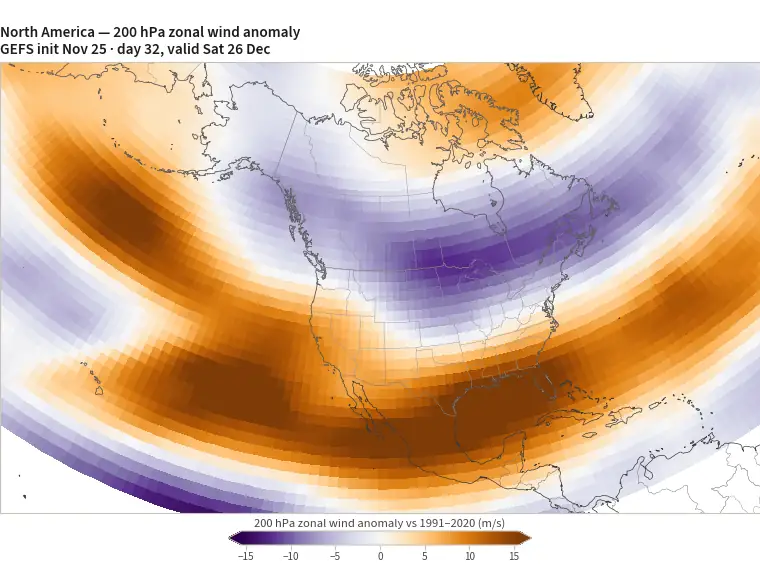 North America — 200 hPa zonal wind anomaly
GEFS init Nov 25 · day 32, valid Sat 26 Dec
200 hPa zonal wind anomaly vs 1991–2020 (m/s)
−15 −10 −5 0 5 10 15